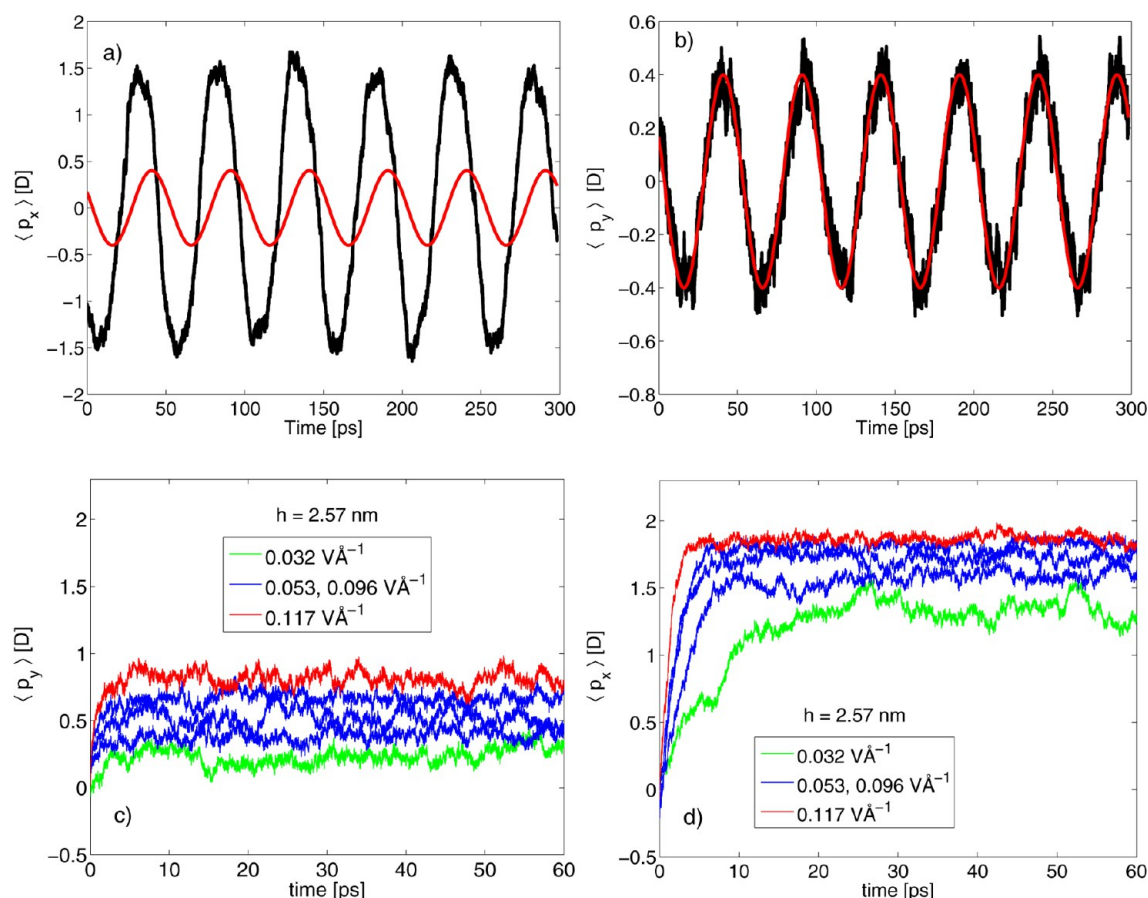 a)
2
1.5
1
0.5
0
−0.5
−1
−1.5
−2
⟨ pₓ ⟩ [D]
0 50 100 150 200 250 300
Time [ps]
b)
0.6
0.4
0.2
0
−0.2
−0.4
−0.6
−0.8
⟨ p_y ⟩ [D]
0 50 100 150 200 250 300
Time [ps]
2
1.5
1
0.5
0
−0.5
⟨ p_y ⟩ [D]
h = 2.57 nm
0.032 VÅ⁻¹
0.053, 0.096 VÅ⁻¹
0.117 VÅ⁻¹
c)
0 10 20 30 40 50 60
time [ps]
2
1.5
1
0.5
0
−0.5
⟨ pₓ ⟩ [D]
h = 2.57 nm
0.032 VÅ⁻¹
0.053, 0.096 VÅ⁻¹
0.117 VÅ⁻¹
d)
0 10 20 30 40 50 60
time [ps]